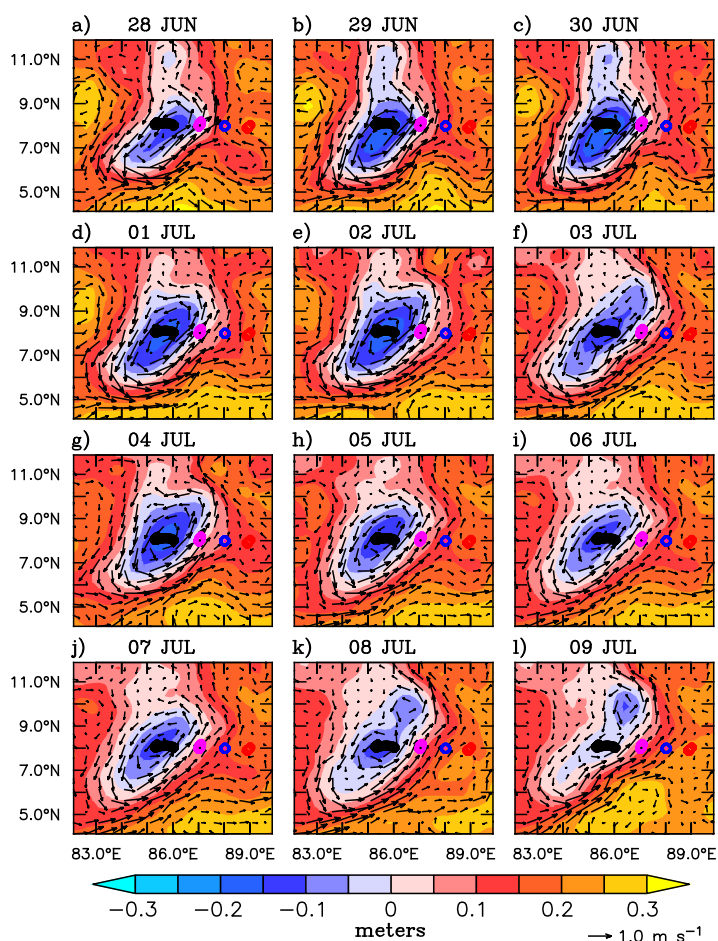 a) 28 JUN b) 29 JUN c) 30 JUN
11.0°N
9.0°N
7.0°N
5.0°N
d) 01 JUL e) 02 JUL f) 03 JUL
11.0°N
9.0°N
7.0°N
5.0°N
g) 04 JUL h) 05 JUL i) 06 JUL
11.0°N
9.0°N
7.0°N
5.0°N
j) 07 JUL k) 08 JUL l) 09 JUL
11.0°N
9.0°N
7.0°N
5.0°N
83.0°E 86.0°E 89.0°E 83.0°E 86.0°E 89.0°E 83.0°E 86.0°E 89.0°E
−0.3 −0.2 −0.1 0 0.1 0.2 0.3
meters
1.0 m s⁻¹